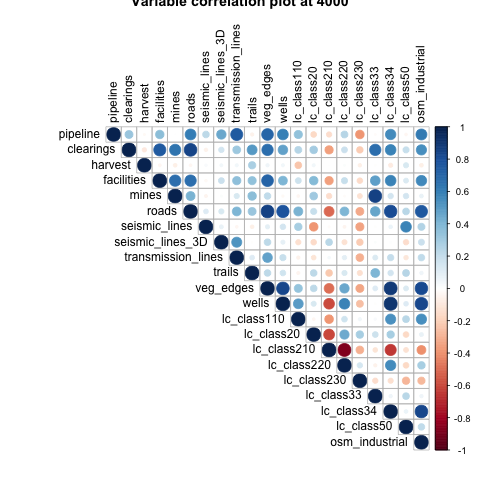 Variable correlation plot at 4000
pipeline
clearings
harvest
facilities
mines
roads
seismic_lines
seismic_lines_3D
transmission_lines
trails
veg_edges
wells
lc_class110
lc_class20
lc_class210
lc_class220
lc_class230
lc_class33
lc_class34
lc_class50
osm_industrial
pipeline
clearings
harvest
facilities
mines
roads
seismic_lines
seismic_lines_3D
transmission_lines
trails
veg_edges
wells
lc_class110
lc_class20
lc_class210
lc_class220
lc_class230
lc_class33
lc_class34
lc_class50
osm_industrial
1
0.8
0.6
0.4
0.2
0
-0.2
-0.4
-0.6
-0.8
-1